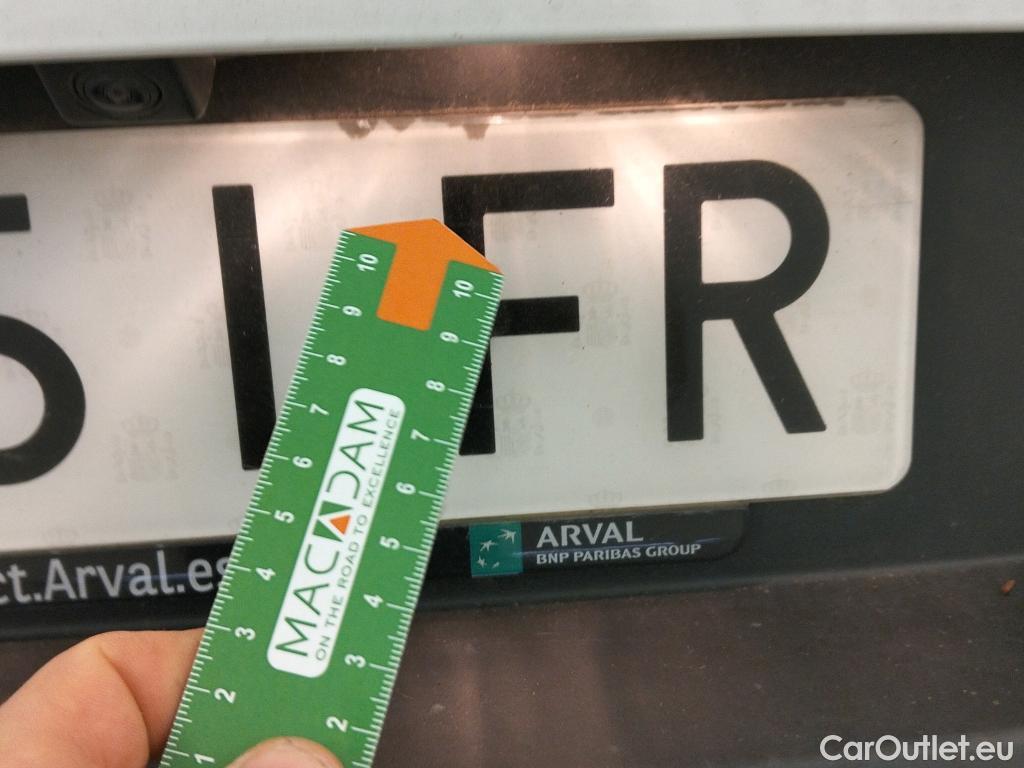 5 LFR
10 9 8 7 6 5 4 3 2 1
MACADAM
ON THE ROAD TO EXCELLENCE
10 9 8 7 6 5 4 3 2
ct.Arval.es
ARVAL
BNP PARIBAS GROUP
CarOutlet.eu